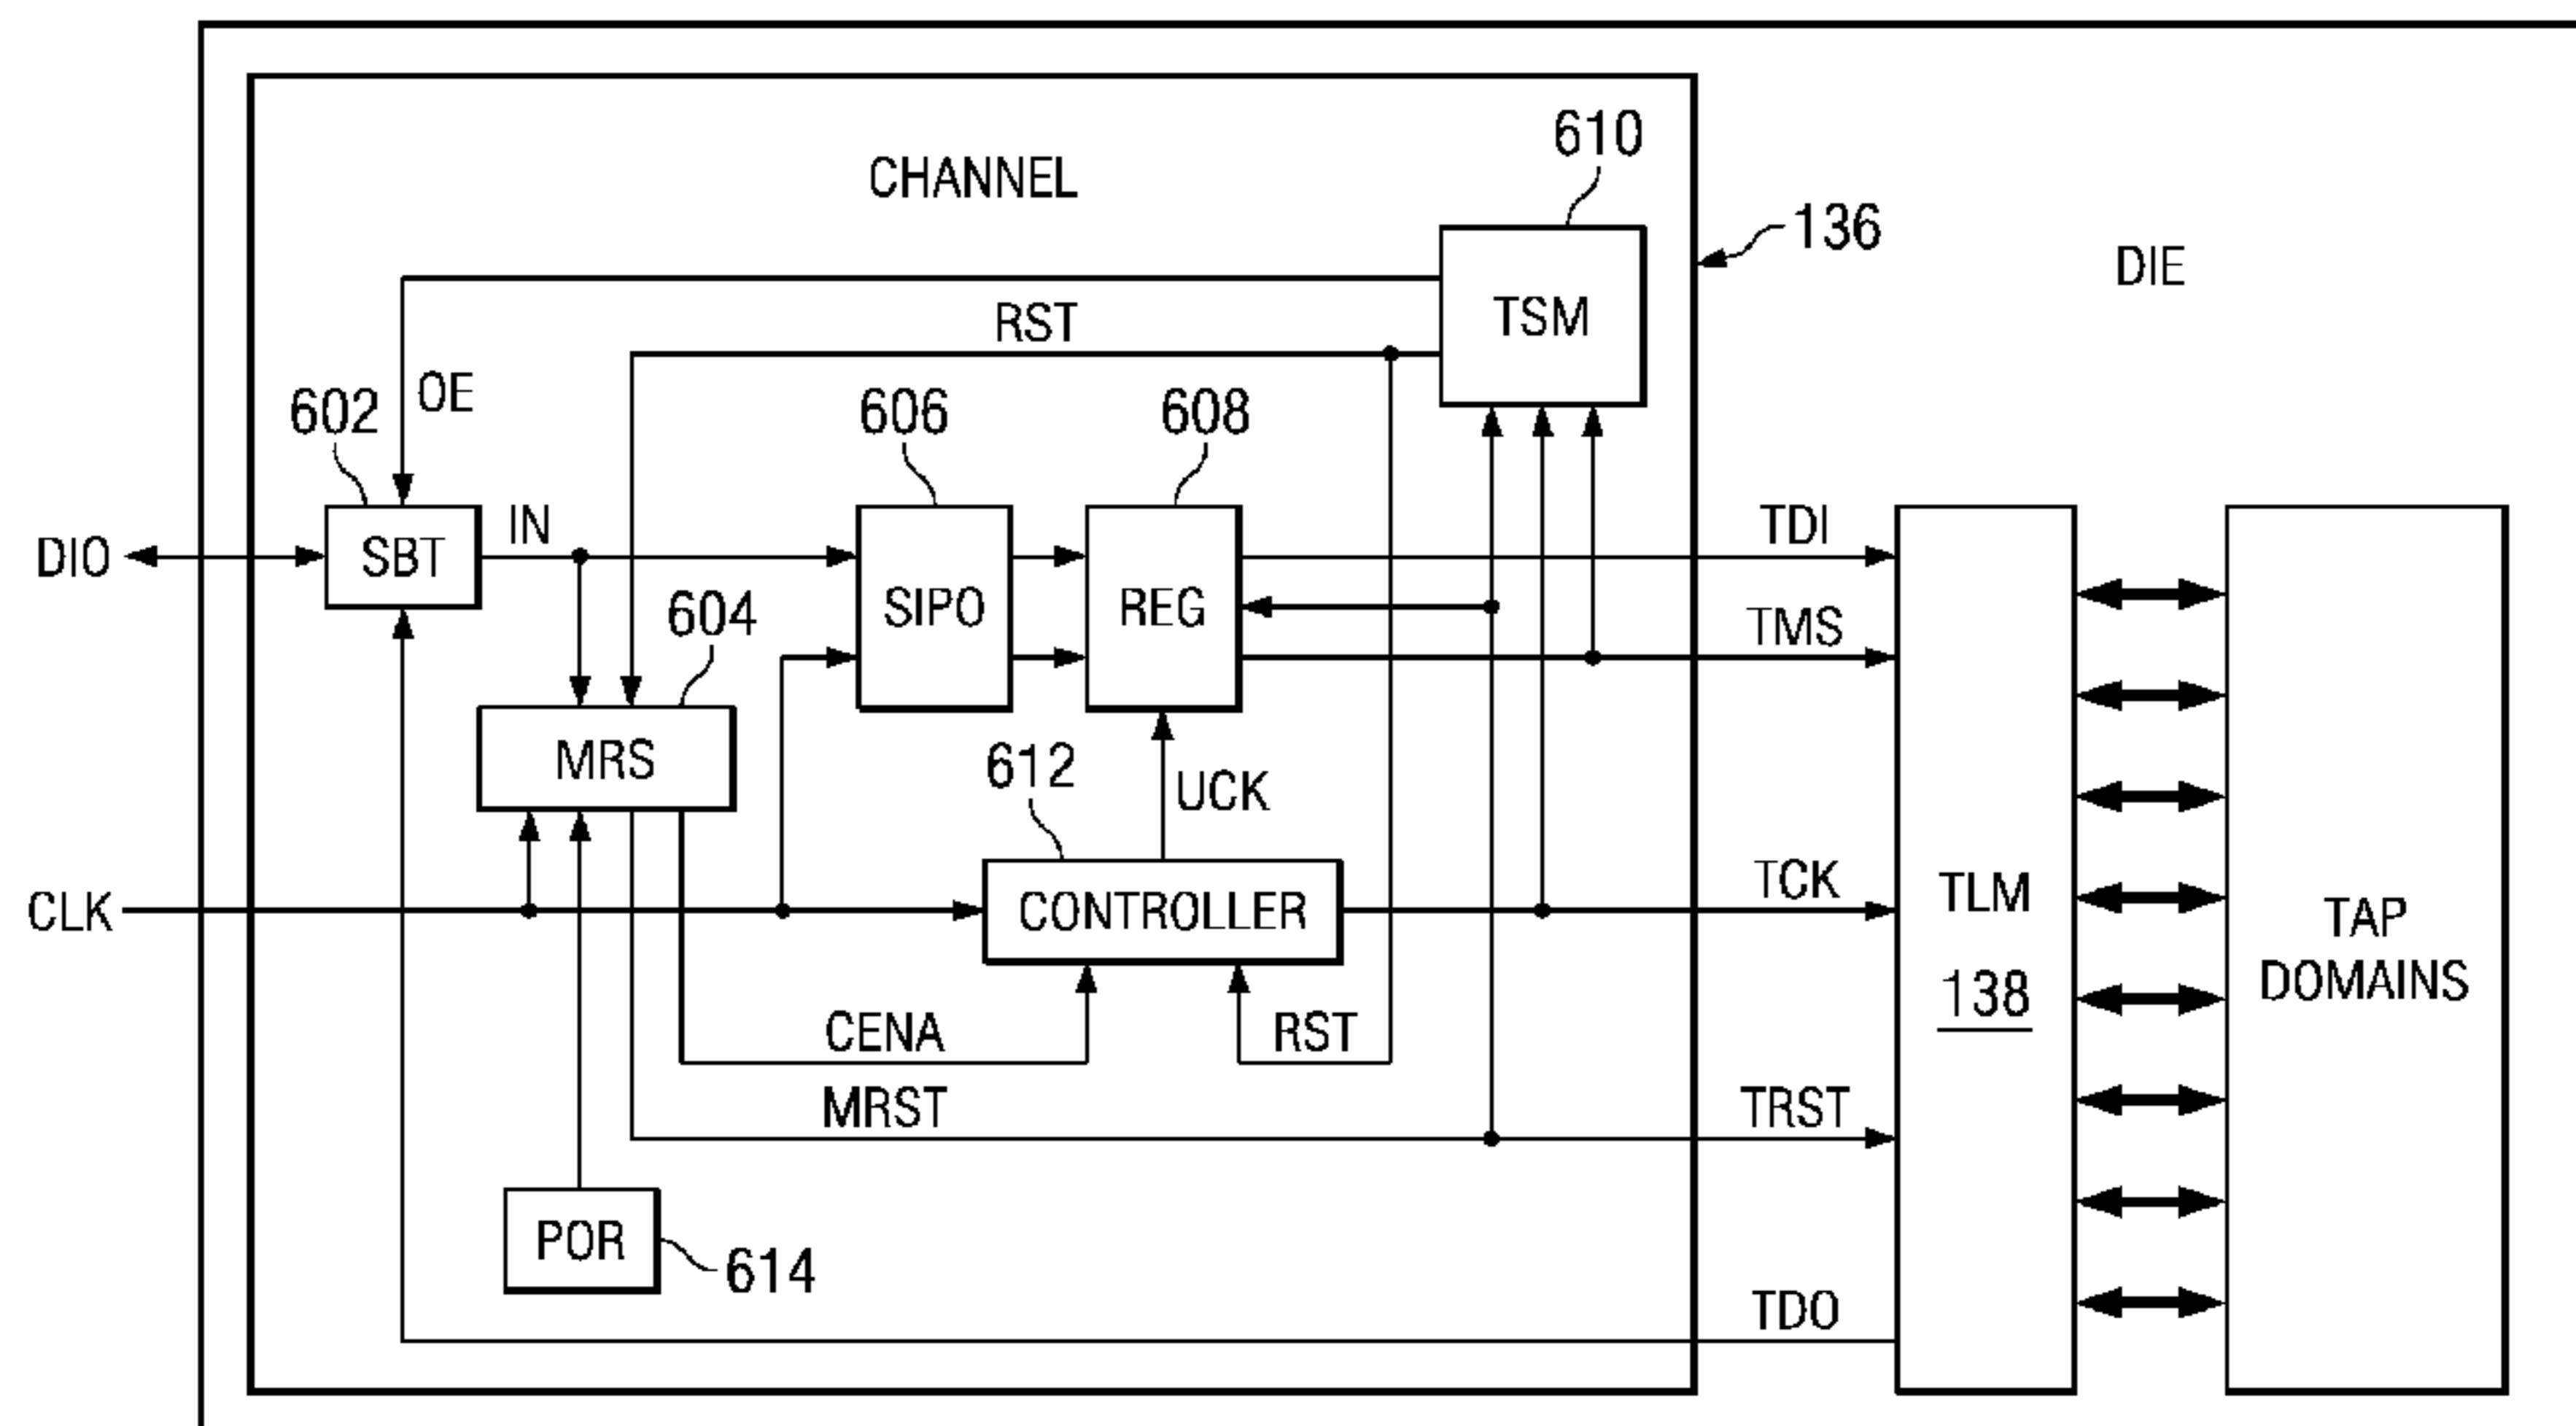 610
CHANNEL
136
DIE
RST
TSM
OE
602
606
608
DIO
SBT
IN
SIPO
REG
TDI
604
TMS
MRS
612
UCK
CLK
CONTROLLER
TCK
TLM
138
TAP
DOMAINS
CENA
RST
MRST
TRST
POR
614
TDO